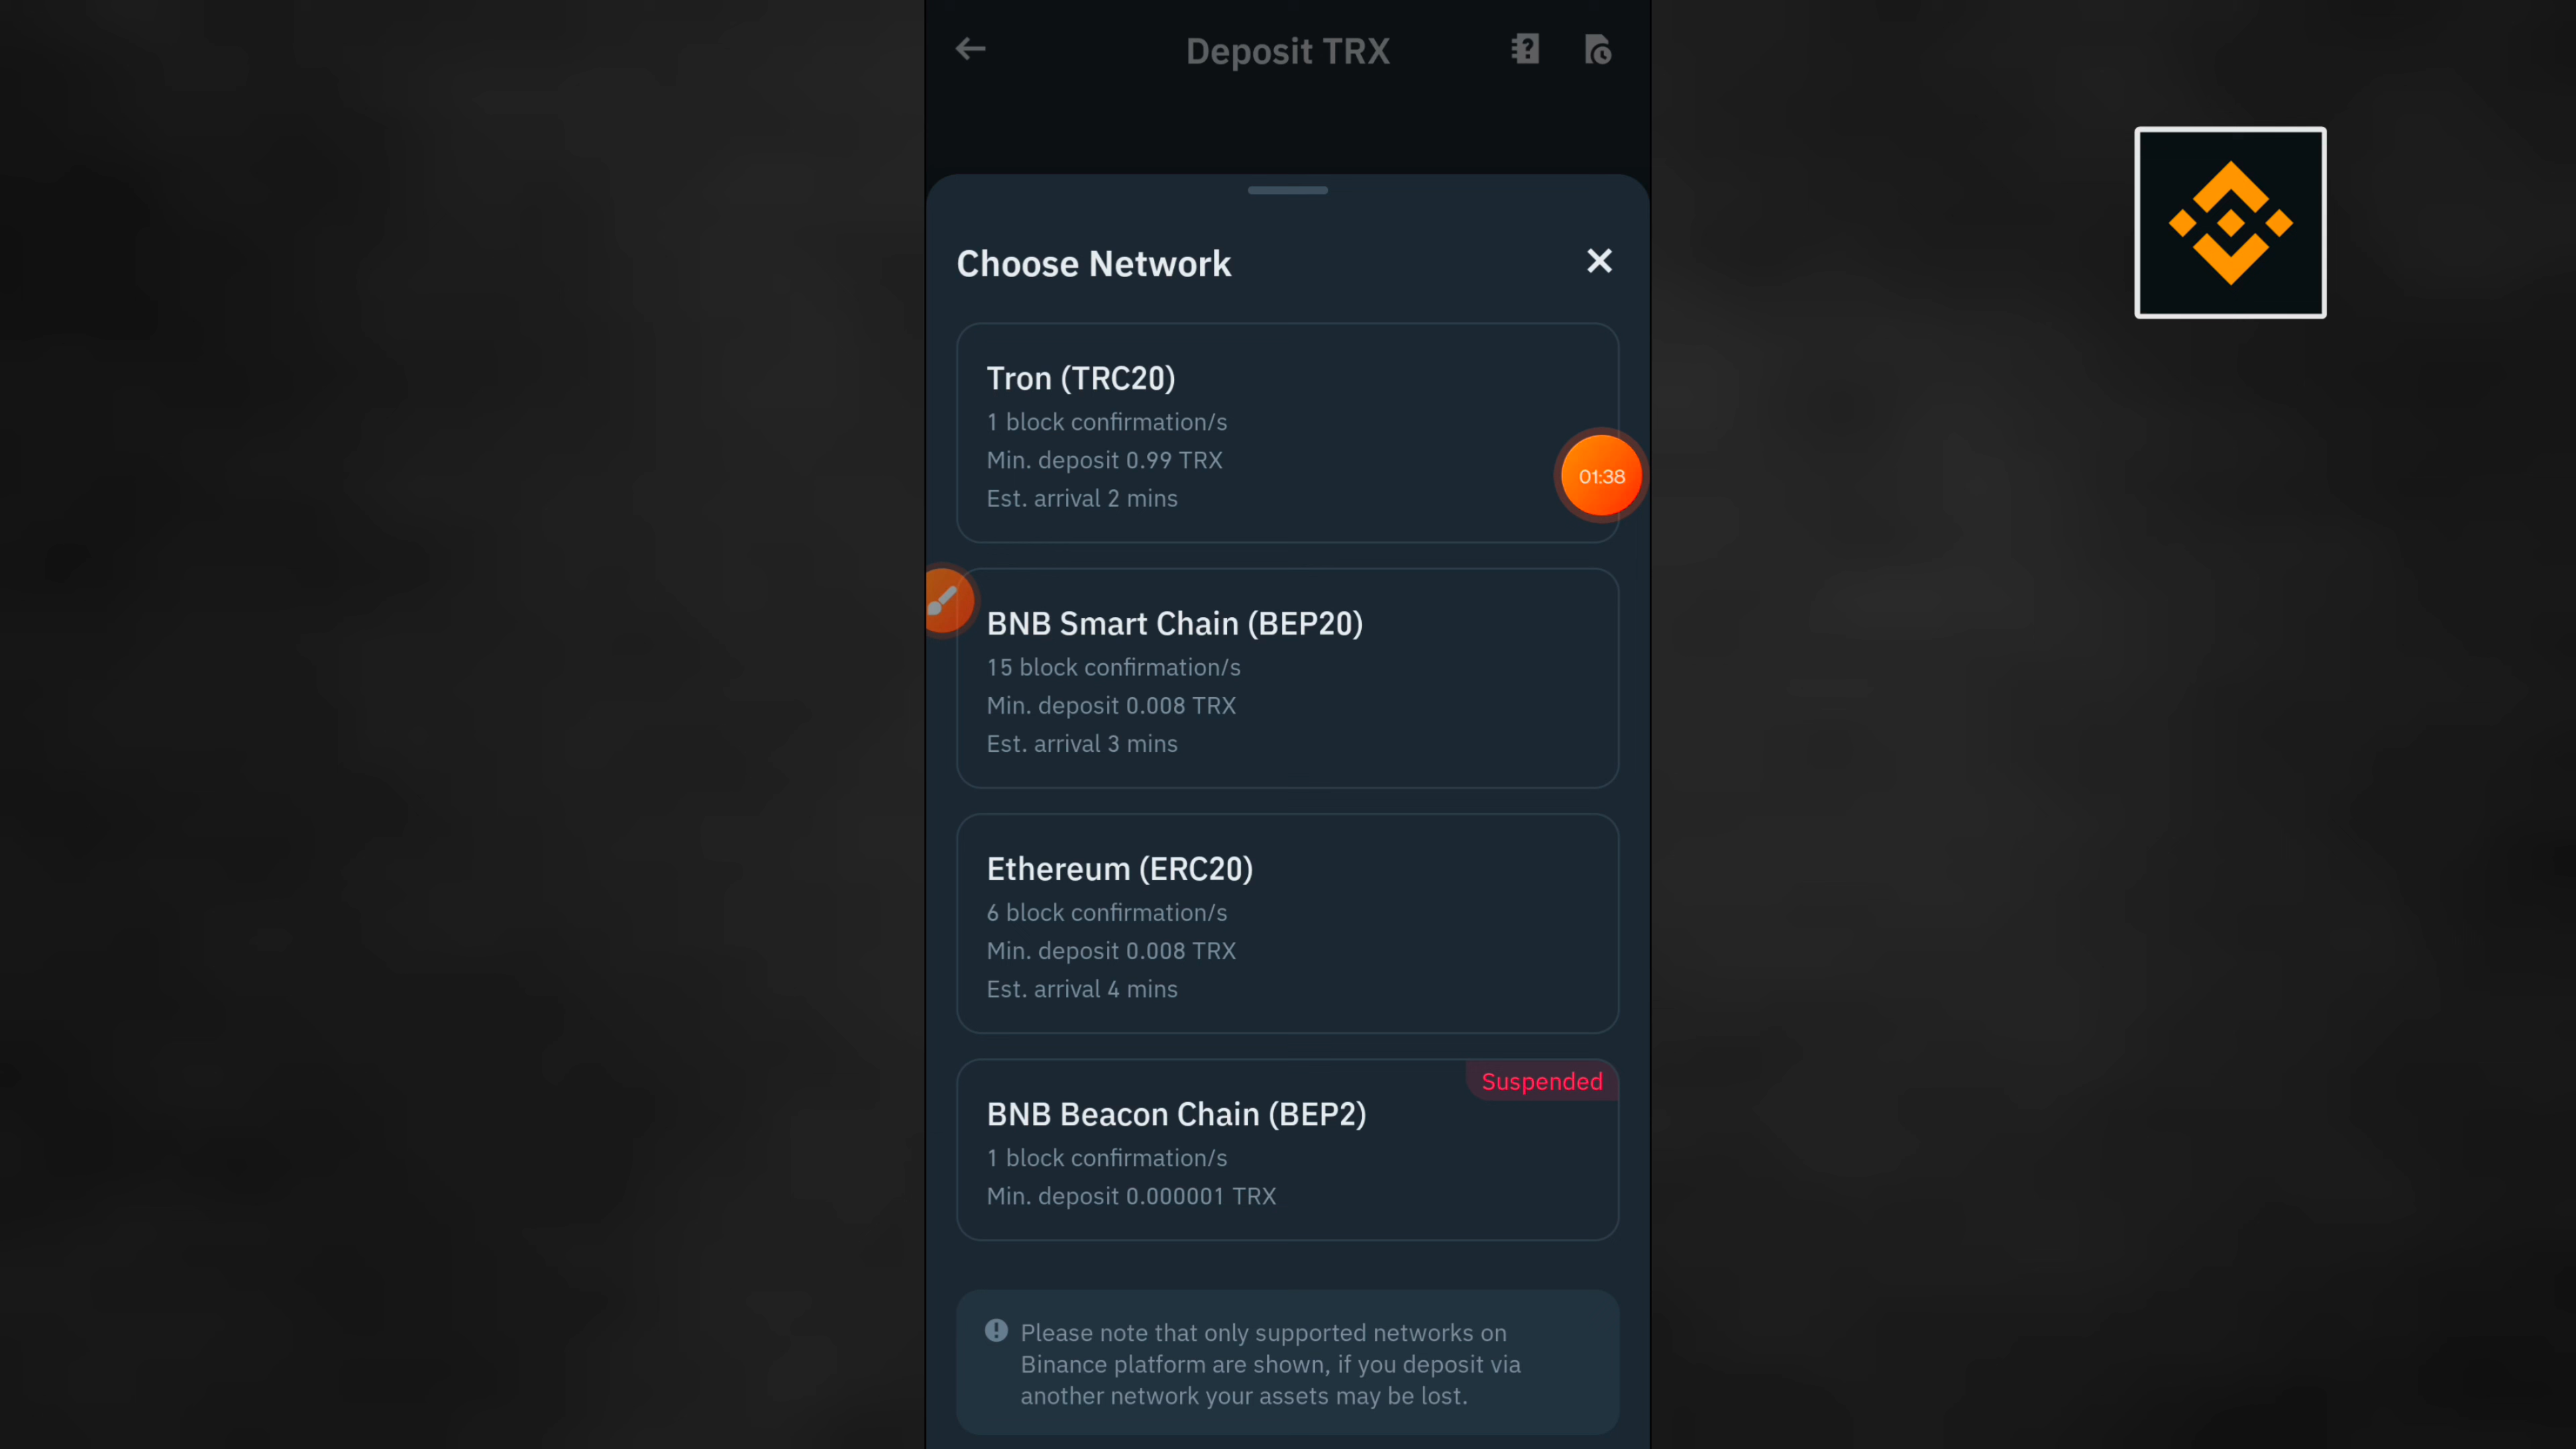 Deposit TRX
Choose Network
Tron (TRC20)
1 block confirmation/s
Min. deposit 0.99 TRX
Est. arrival 2 mins
01:38
BNB Smart Chain (BEP20)
15 block confirmation/s
Min. deposit 0.008 TRX
Est. arrival 3 mins
Ethereum (ERC20)
6 block confirmation/s
Min. deposit 0.008 TRX
Est. arrival 4 mins
Suspended
BNB Beacon Chain (BEP2)
1 block confirmation/s
Min. deposit 0.000001 TRX
Please note that only supported networks on
Binance platform are shown, if you deposit via
another network your assets may be lost.